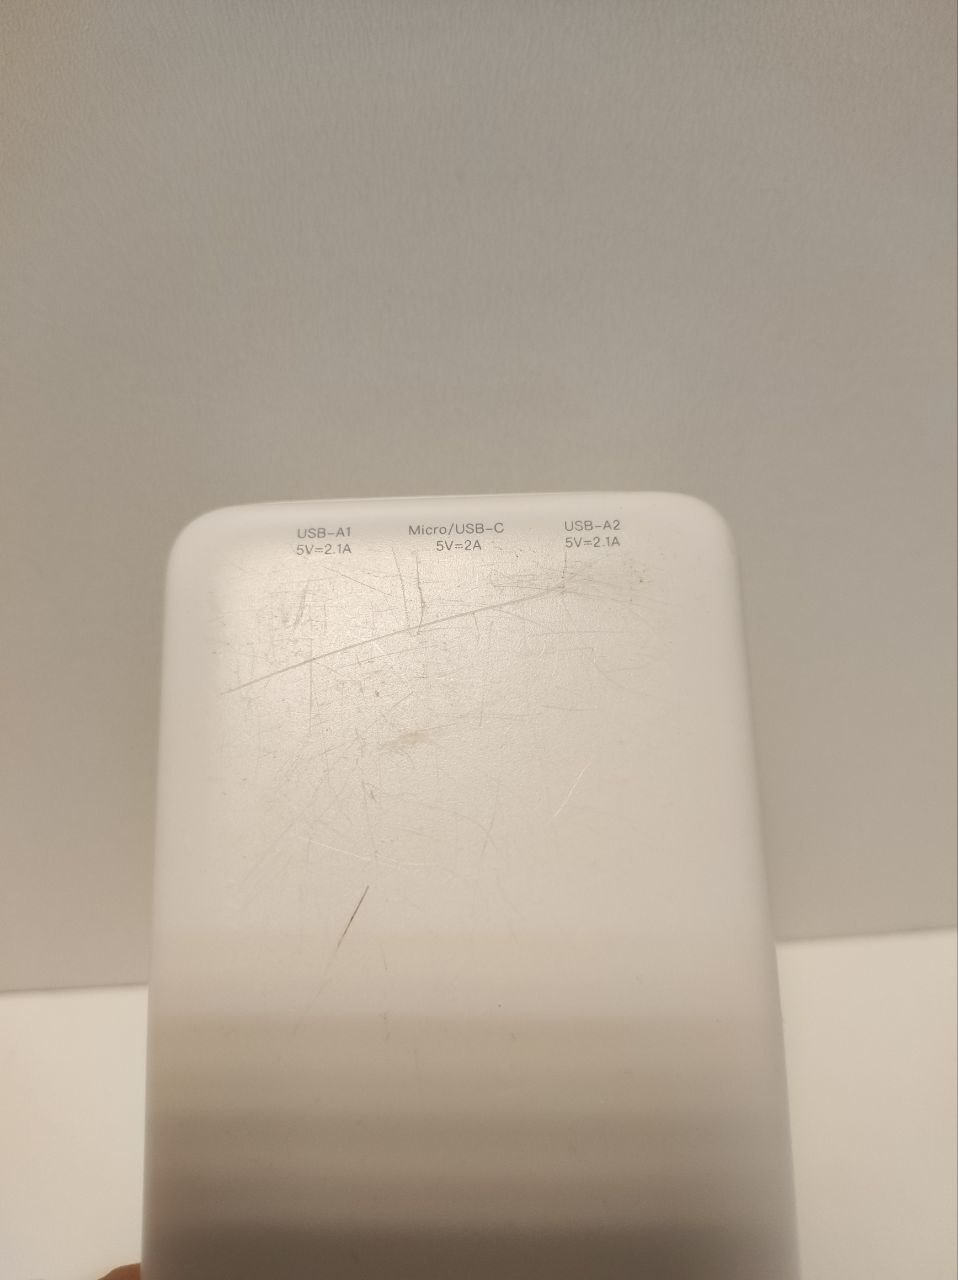 USB-A1 Micro/USB-C USB-A2
5V=2.1A 5V=2A 5V=2.1A